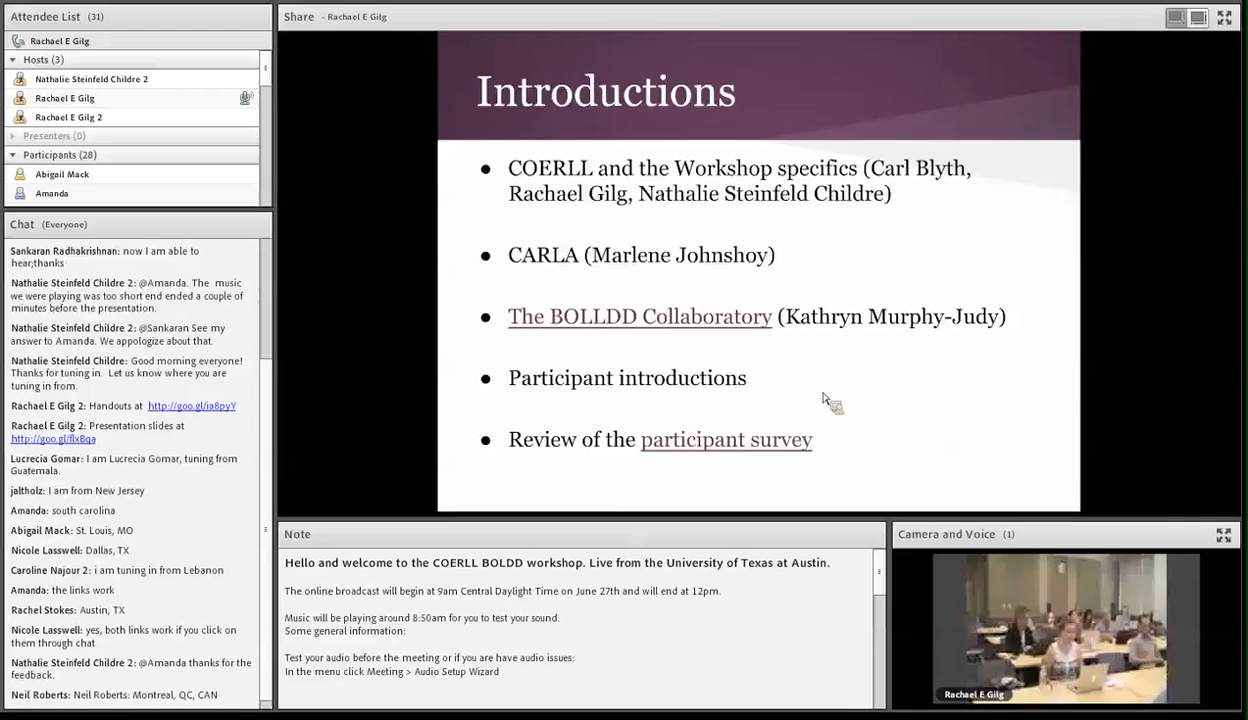 Attendee List (31)
Rachael E Gilg
Hosts (3)
Nathalie Steinfeld Childre 2
Rachael E Gilg
Rachael E Gilg 2
Presenters (0)
Participants (28)
Abigail Mack
Amanda
Chat (Everyone)
Sankaran Radhakrishnan: now I am able to
hear;thanks
Nathalie Steinfeld Childre 2: @Amanda. The music
we were playing was too short end ended a couple of
minutes before the presentation.
Nathalie Steinfeld Childre 2: @Sankaran See my
answer to Amanda. We appologize about that.
Nathalie Steinfeld Childre: Good morning everyone!
Thanks for tuning in. Let us know where you are
tuning in from.
Rachael E Gilg 2: Handouts at http://goo.gl/ia8pyY
Rachael E Gilg 2: Presentation slides at
http://goo.gl/flxBqa
Lucrecia Gomar: I am Lucrecia Gomar, tuning from
Guatemala.
jaltholz: I am from New Jersey
Amanda: south carolina
Abigail Mack: St. Louis, MO
Nicole Lasswell: Dallas, TX
Caroline Najour 2: i am tuning in from Lebanon
Amanda: the links work
Rachel Stokes: Austin, TX
Nicole Lasswell: yes, both links work if you click on
them through chat
Nathalie Steinfeld Childre 2: @Amanda thanks for the
feedback.
Neil Roberts: Neil Roberts: Montreal, QC, CAN
Share - Rachael E Gilg
Introductions
● COERLL and the Workshop specifics (Carl Blyth,
Rachael Gilg, Nathalie Steinfeld Childre)
● CARLA (Marlene Johnshoy)
● The BOLLDD Collaboratory (Kathryn Murphy-Judy)
● Participant introductions
● Review of the participant survey
Note
Hello and welcome to the COERLL BOLDD workshop. Live from the University of Texas at Austin.
The online broadcast will begin at 9am Central Daylight Time on June 27th and will end at 12pm.
Music will be playing around 8:50am for you to test your sound.
Some general information:
Test your audio before the meeting or if you are have audio issues:
In the menu click Meeting > Audio Setup Wizard
Camera and Voice (1)
Rachael E Gilg